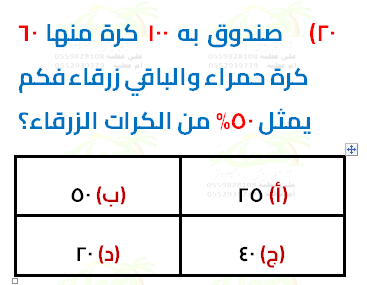 ٢٠) صندوق به ١٠٠ كرة منها ٦٠
كرة حمراء والباقي زرقاء فكم
يمثل ٥٠% من الكرات الزرقاء؟
(أ) ٢٥ (ب) ٥٠
(ج) ٤٠ (د) ٢٠